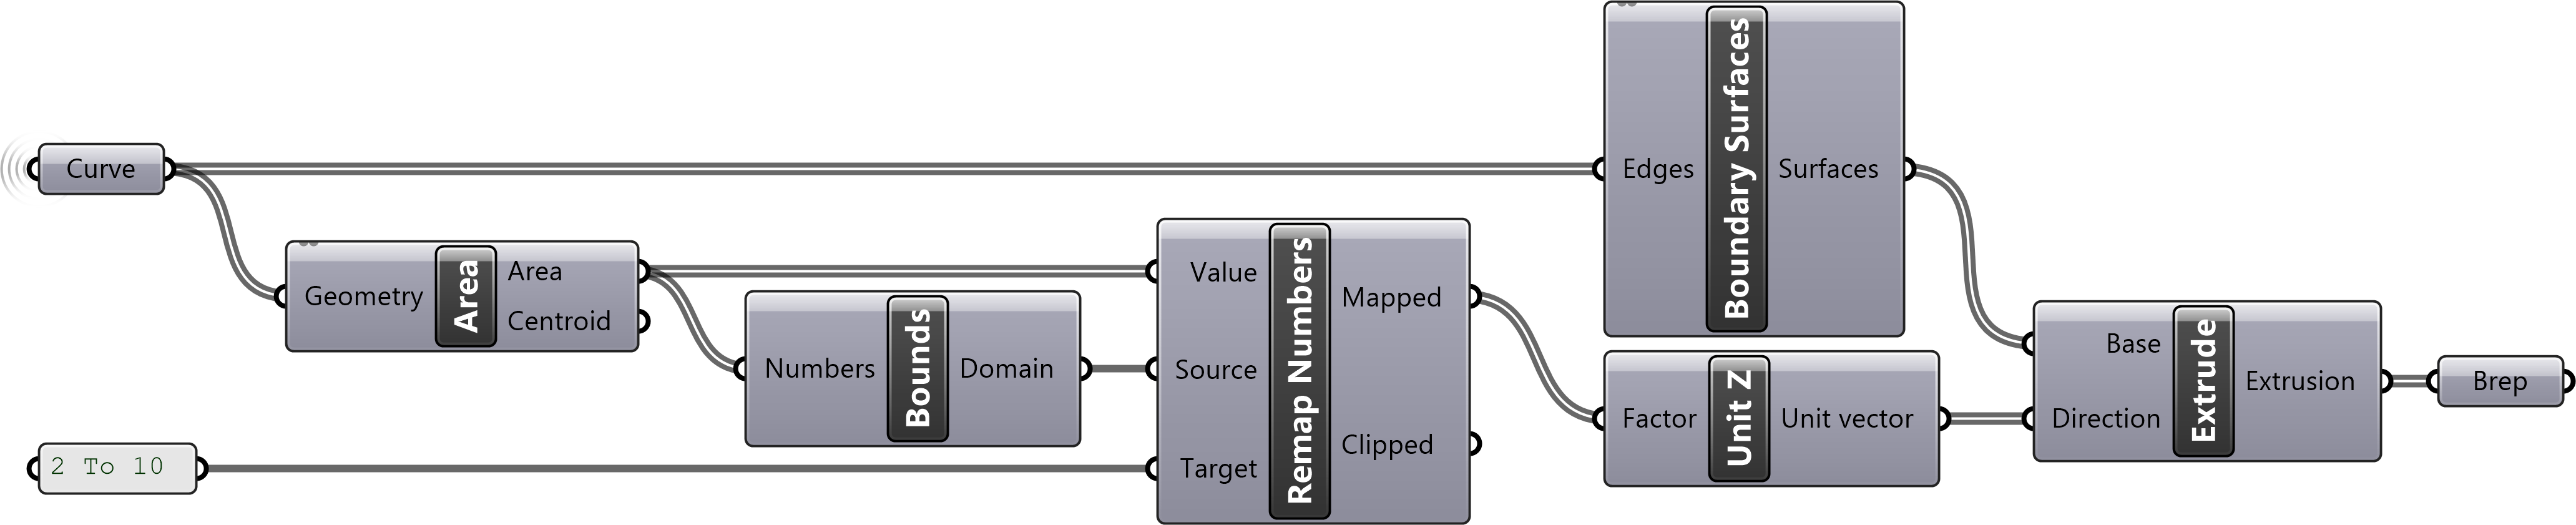 Curve
2 To 10
Geometry
Area
Area
Centroid
Numbers
Bounds
Domain
Value
Source
Target
Remap Numbers
Mapped
Clipped
Edges
Boundary Surfaces
Surfaces
Factor
Unit Z
Unit vector
Base
Direction
Extrude
Extrusion
Brep